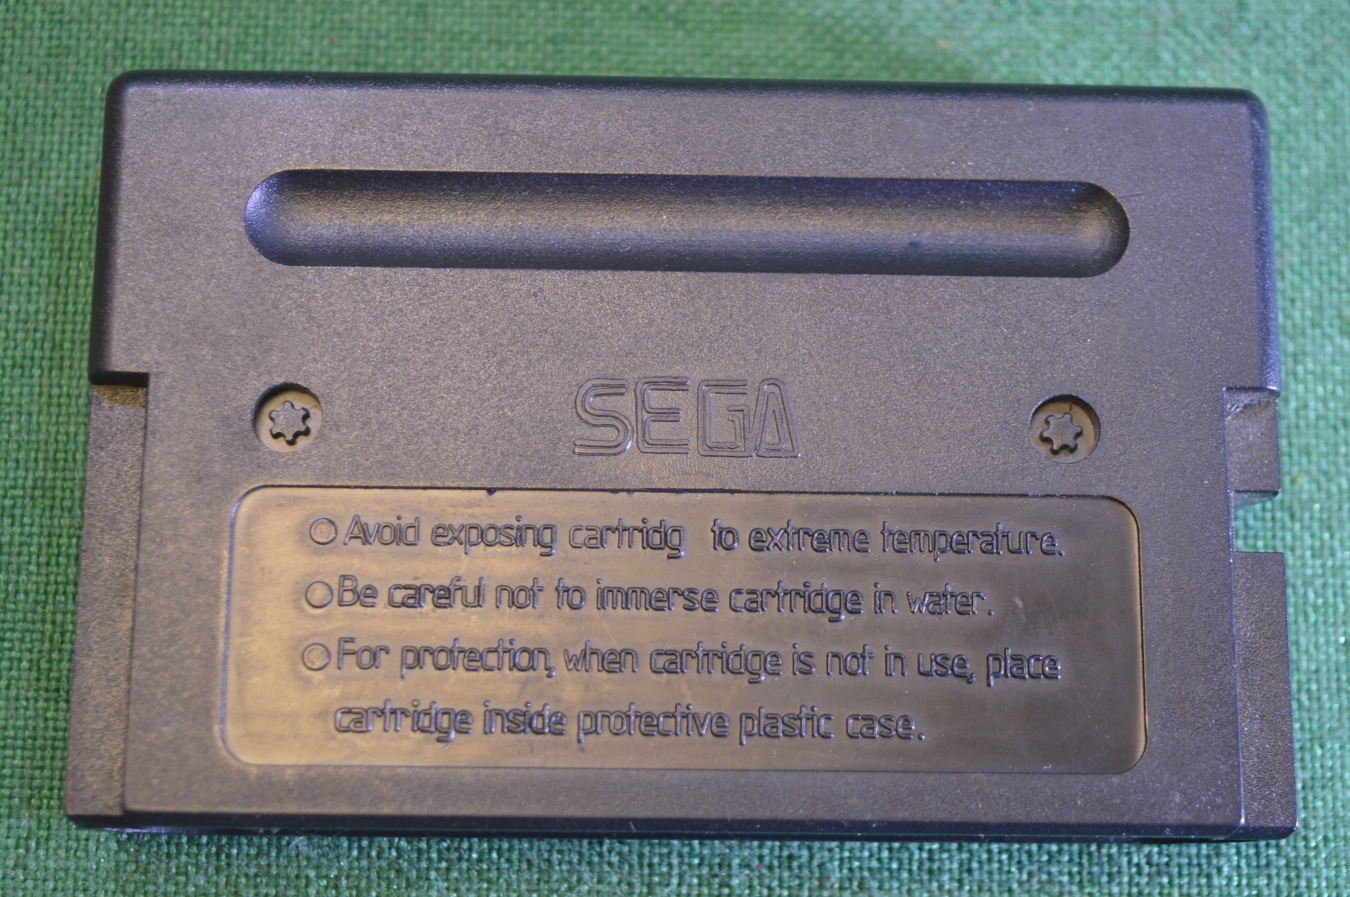 SEGA
○Avoid exposing cartridg to extreme temperature.
○Be careful not to immerse cartridge in water.
○For protection, when cartridge is not in use, place
cartridge inside protective plastic case.